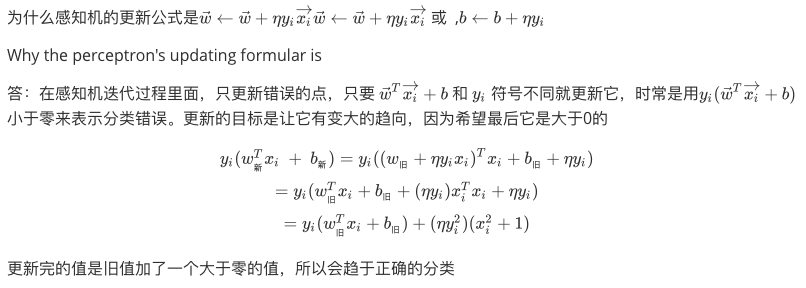 为什么感知机的更新公式是$\vec{w} \leftarrow \vec{w} + \eta y_i \overrightarrow{x_i} \vec{w} \leftarrow \vec{w} + \eta y_i \overrightarrow{x_i}$ 或 ,$b \leftarrow b + \eta y_i$
Why the perceptron's updating formular is
答：在感知机迭代过程里面，只更新错误的点，只要 $\vec{w}^T \overrightarrow{x_i} + b$ 和 $y_i$ 符号不同就更新它，时常是用$y_i(\vec{w}^T \overrightarrow{x_i} + b)$
小于零来表示分类错误。更新的目标是让它有变大的趋向，因为希望最后它是大于0的
$y_i(w_{新}^T x_i + b_{新}) = y_i((w_{旧} + \eta y_i x_i)^T x_i + b_{旧} + \eta y_i)$
$= y_i(w_{旧}^T x_i + b_{旧} + (\eta y_i) x_i^T x_i + \eta y_i)$
$= y_i(w_{旧}^T x_i + b_{旧}) + (\eta y_i^2)(x_i^2 + 1)$
更新完的值是旧值加了一个大于零的值，所以会趋于正确的分类